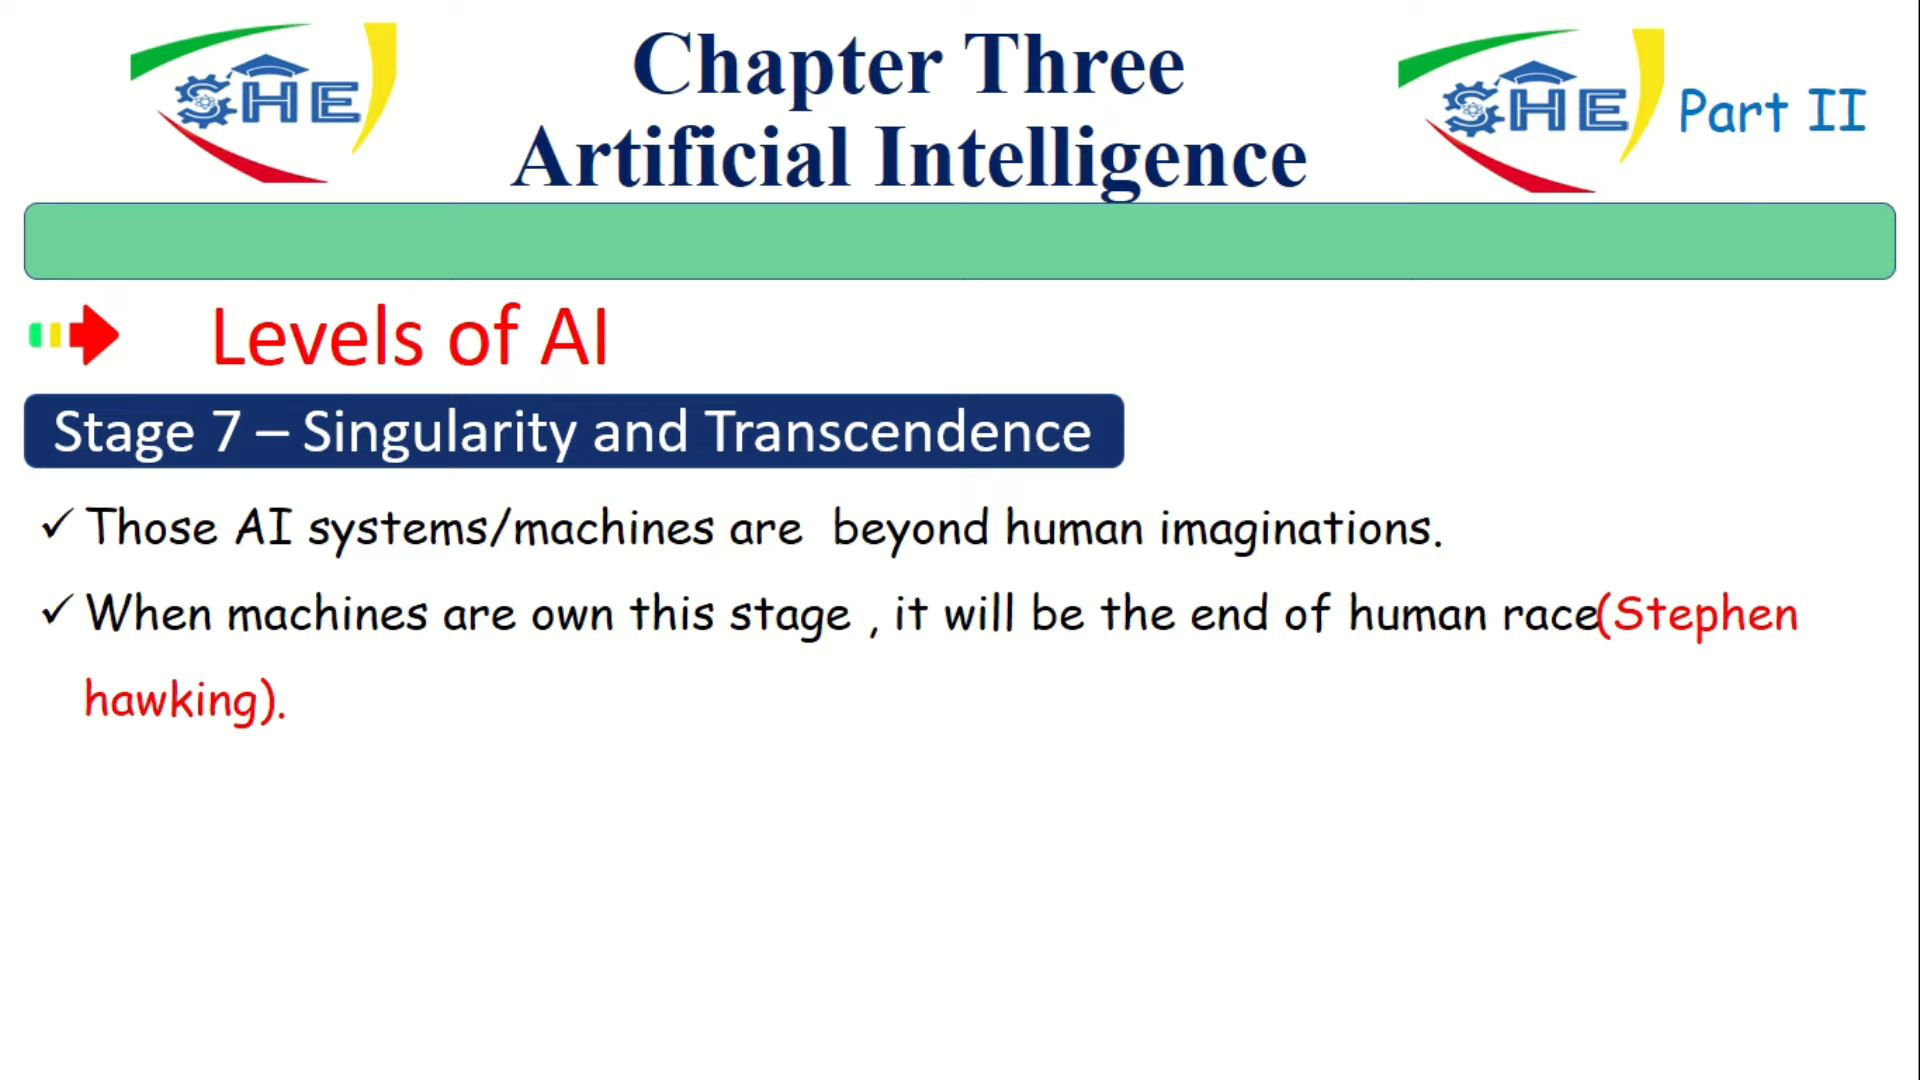 SHE
Chapter Three
Artificial Intelligence
SHE
Part II
Levels of AI
Stage 7 – Singularity and Transcendence
✓ Those AI systems/machines are beyond human imaginations.
✓ When machines are own this stage , it will be the end of human race(Stephen
hawking).